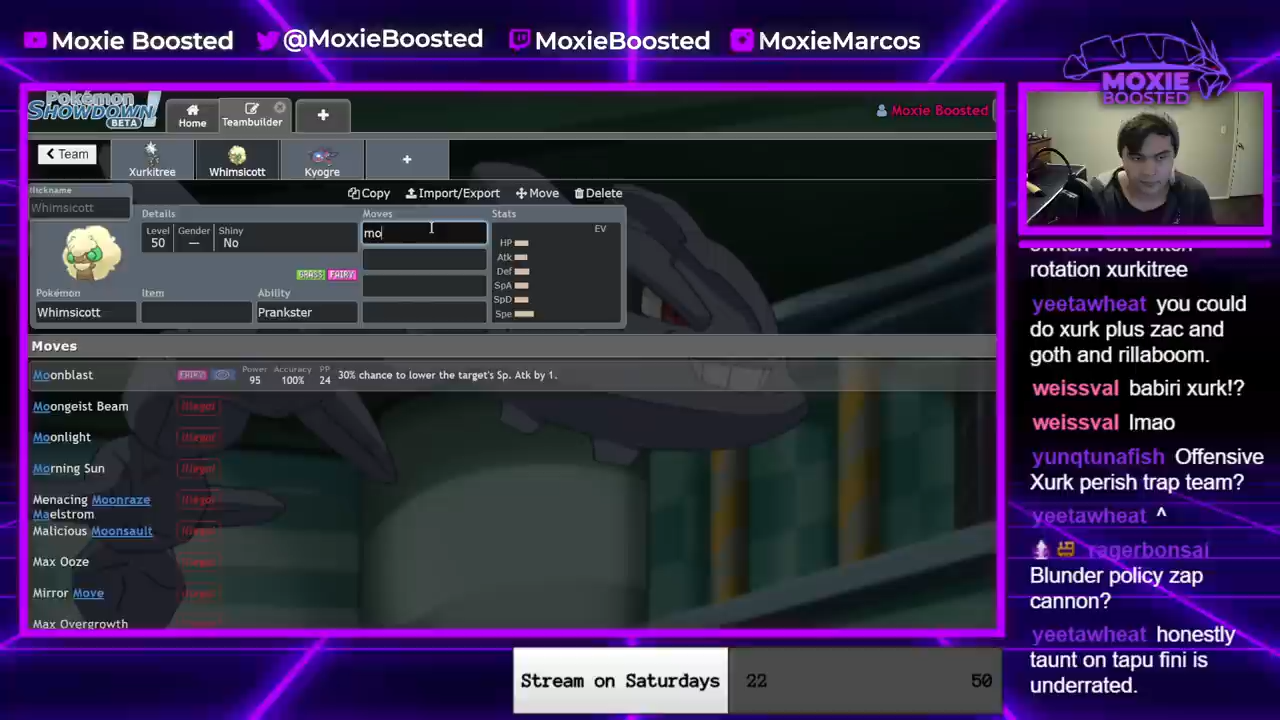 Moxie Boosted
@MoxieBoosted
MoxieBoosted
MoxieMarcos
MOXIE
BOOSTED
Pokémon
SHOWDOWN!
BETA
Home
Teambuilder
+
Moxie Boosted
Team
Xurkitree
Whimsicott
Kyogre
+
Copy
Import/Export
Move
Delete
Nickname
Whimsicott
Details
Level
50
Gender
—
Shiny
No
GRASS FAIRY
Pokémon
Whimsicott
Item
Ability
Prankster
Moves
mo
Stats
EV
HP
Atk
Def
SpA
SpD
Spe
Moves
Moonblast
FAIRY
Power
95
Accuracy
100%
PP
24
30% chance to lower the target's Sp. Atk by 1.
Moongeist Beam
Illegal
Moonlight
Illegal
Morning Sun
Illegal
Menacing Moonraze
Maelstrom
Illegal
Malicious Moonsault
Illegal
Max Ooze
Illegal
Mirror Move
Illegal
Max Overgrowth
switch volt switch
rotation xurkitree
yeetawheat you could
do xurk plus zac and
goth and rillaboom.
weissval babiri xurk!?
weissval lmao
yunqtunafish Offensive
Xurk perish trap team?
yeetawheat ^
ragerbonsai
Blunder policy zap
cannon?
yeetawheat honestly
taunt on tapu fini is
underrated.
Stream on Saturdays
22
50